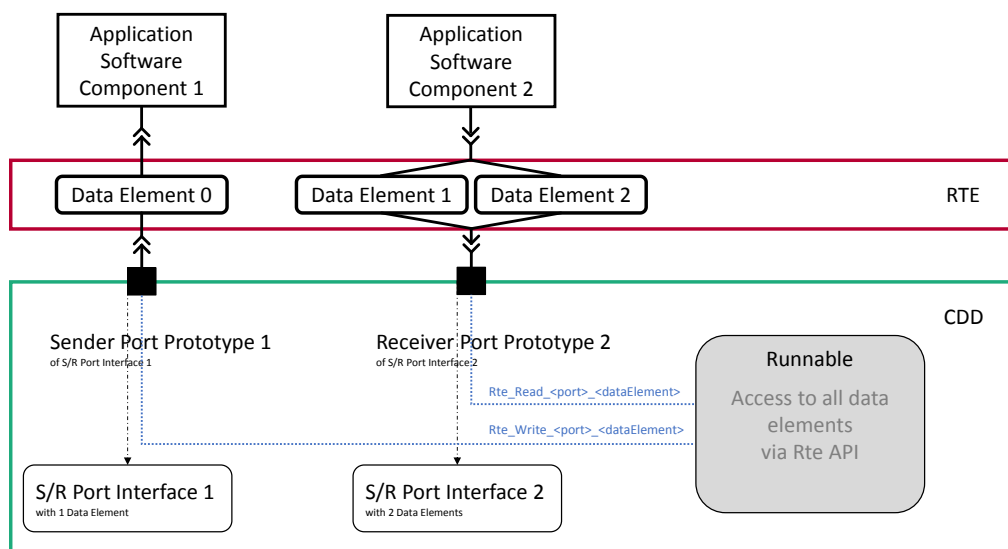 Application
Software
Component 1
Application
Software
Component 2
Data Element 0
Data Element 1
Data Element 2
RTE
CDD
Sender Port Prototype 1
of S/R Port Interface 1
Receiver Port Prototype 2
of S/R Port Interface 2
Runnable
Access to all data
elements
via Rte API
Rte_Read_<port>_<dataElement>
Rte_Write_<port>_<dataElement>
S/R Port Interface 1
with 1 Data Element
S/R Port Interface 2
with 2 Data Elements